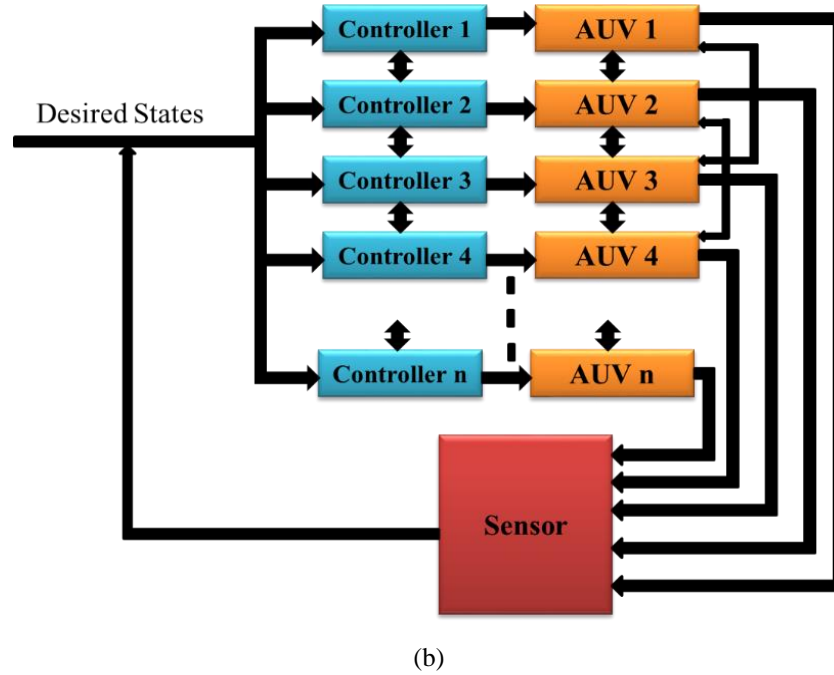 Controller 1
AUV 1
Desired States
Controller 2
AUV 2
Controller 3
AUV 3
Controller 4
AUV 4
Controller n
AUV n
Sensor
(b)